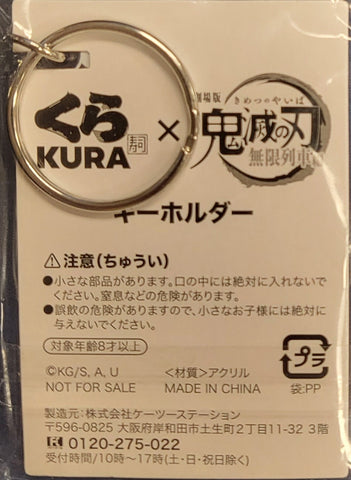 くら
寿司
KURA
×
劇場版
きめつのやいば
鬼滅の刃
無限列車
キーホルダー
⚠注意(ちゅうい)
●小さな部品があります。口の中には絶対に入れないで
ください。窒息などの危険があります。
●誤飲の危険がありますので、小さなお子様には絶対に
与えないでください。
対象年齢8才以上
©KG/S, A, U
NOT FOR SALE
<材質>アクリル
MADE IN CHINA
プラ
袋:PP
製造元:株式会社ケーツーステーション
〒596-0825 大阪府岸和田市土生町2丁目11-32 3階
0120-275-022
受付時間/10時〜17時(土・日・祝日除く)